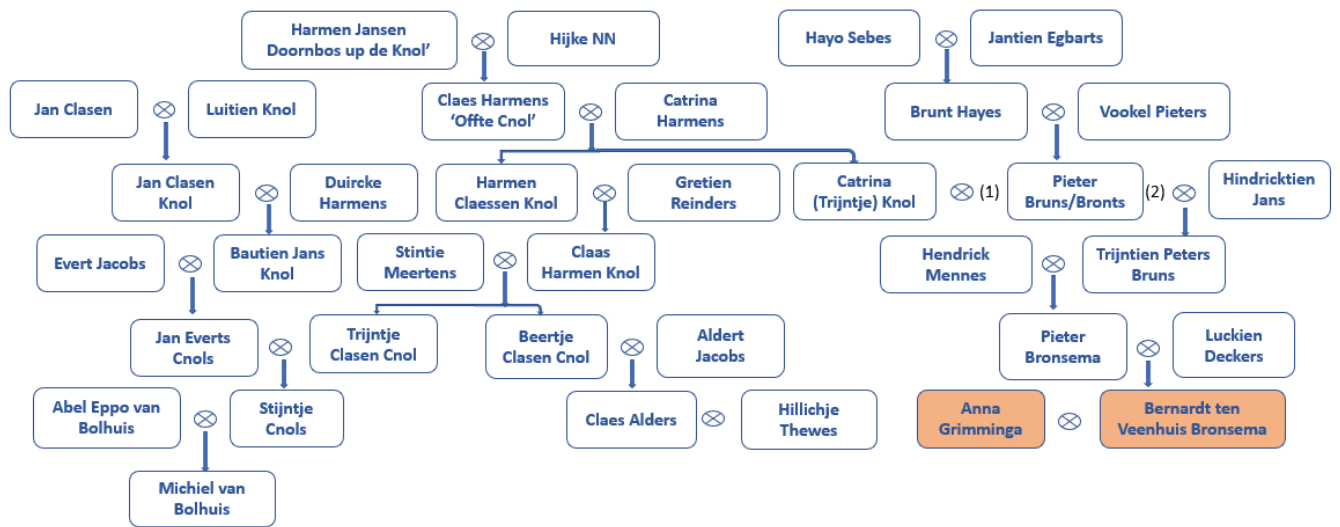 Harmen Jansen
Doornbos up de Knol’
Hijke NN
Hayo Sebes
Jantien Egbarts
Jan Clasen
Luitien Knol
Claes Harmens
‘Offte Cnol’
Catrina
Harmens
Brunt Hayes
Vookel Pieters
Jan Clasen
Knol
Duircke
Harmens
Harmen
Claessen Knol
Gretien
Reinders
Catrina
(Trijntje) Knol
(1)
Pieter
Bruns/Bronts
(2)
Hindricktien
Jans
Evert Jacobs
Bautien Jans
Knol
Stintie
Meertens
Claas
Harmen Knol
Hendrick
Mennes
Trijntien Peters
Bruns
Jan Everts
Cnols
Trijntje
Clasen Cnol
Beertje
Clasen Cnol
Aldert
Jacobs
Pieter
Bronsema
Luckien
Deckers
Abel Eppo van
Bolhuis
Stijntje
Cnols
Claes Alders
Hillichje
Thewes
Anna
Grimminga
Bernardt ten
Veenhuis Bronsema
Michiel van
Bolhuis